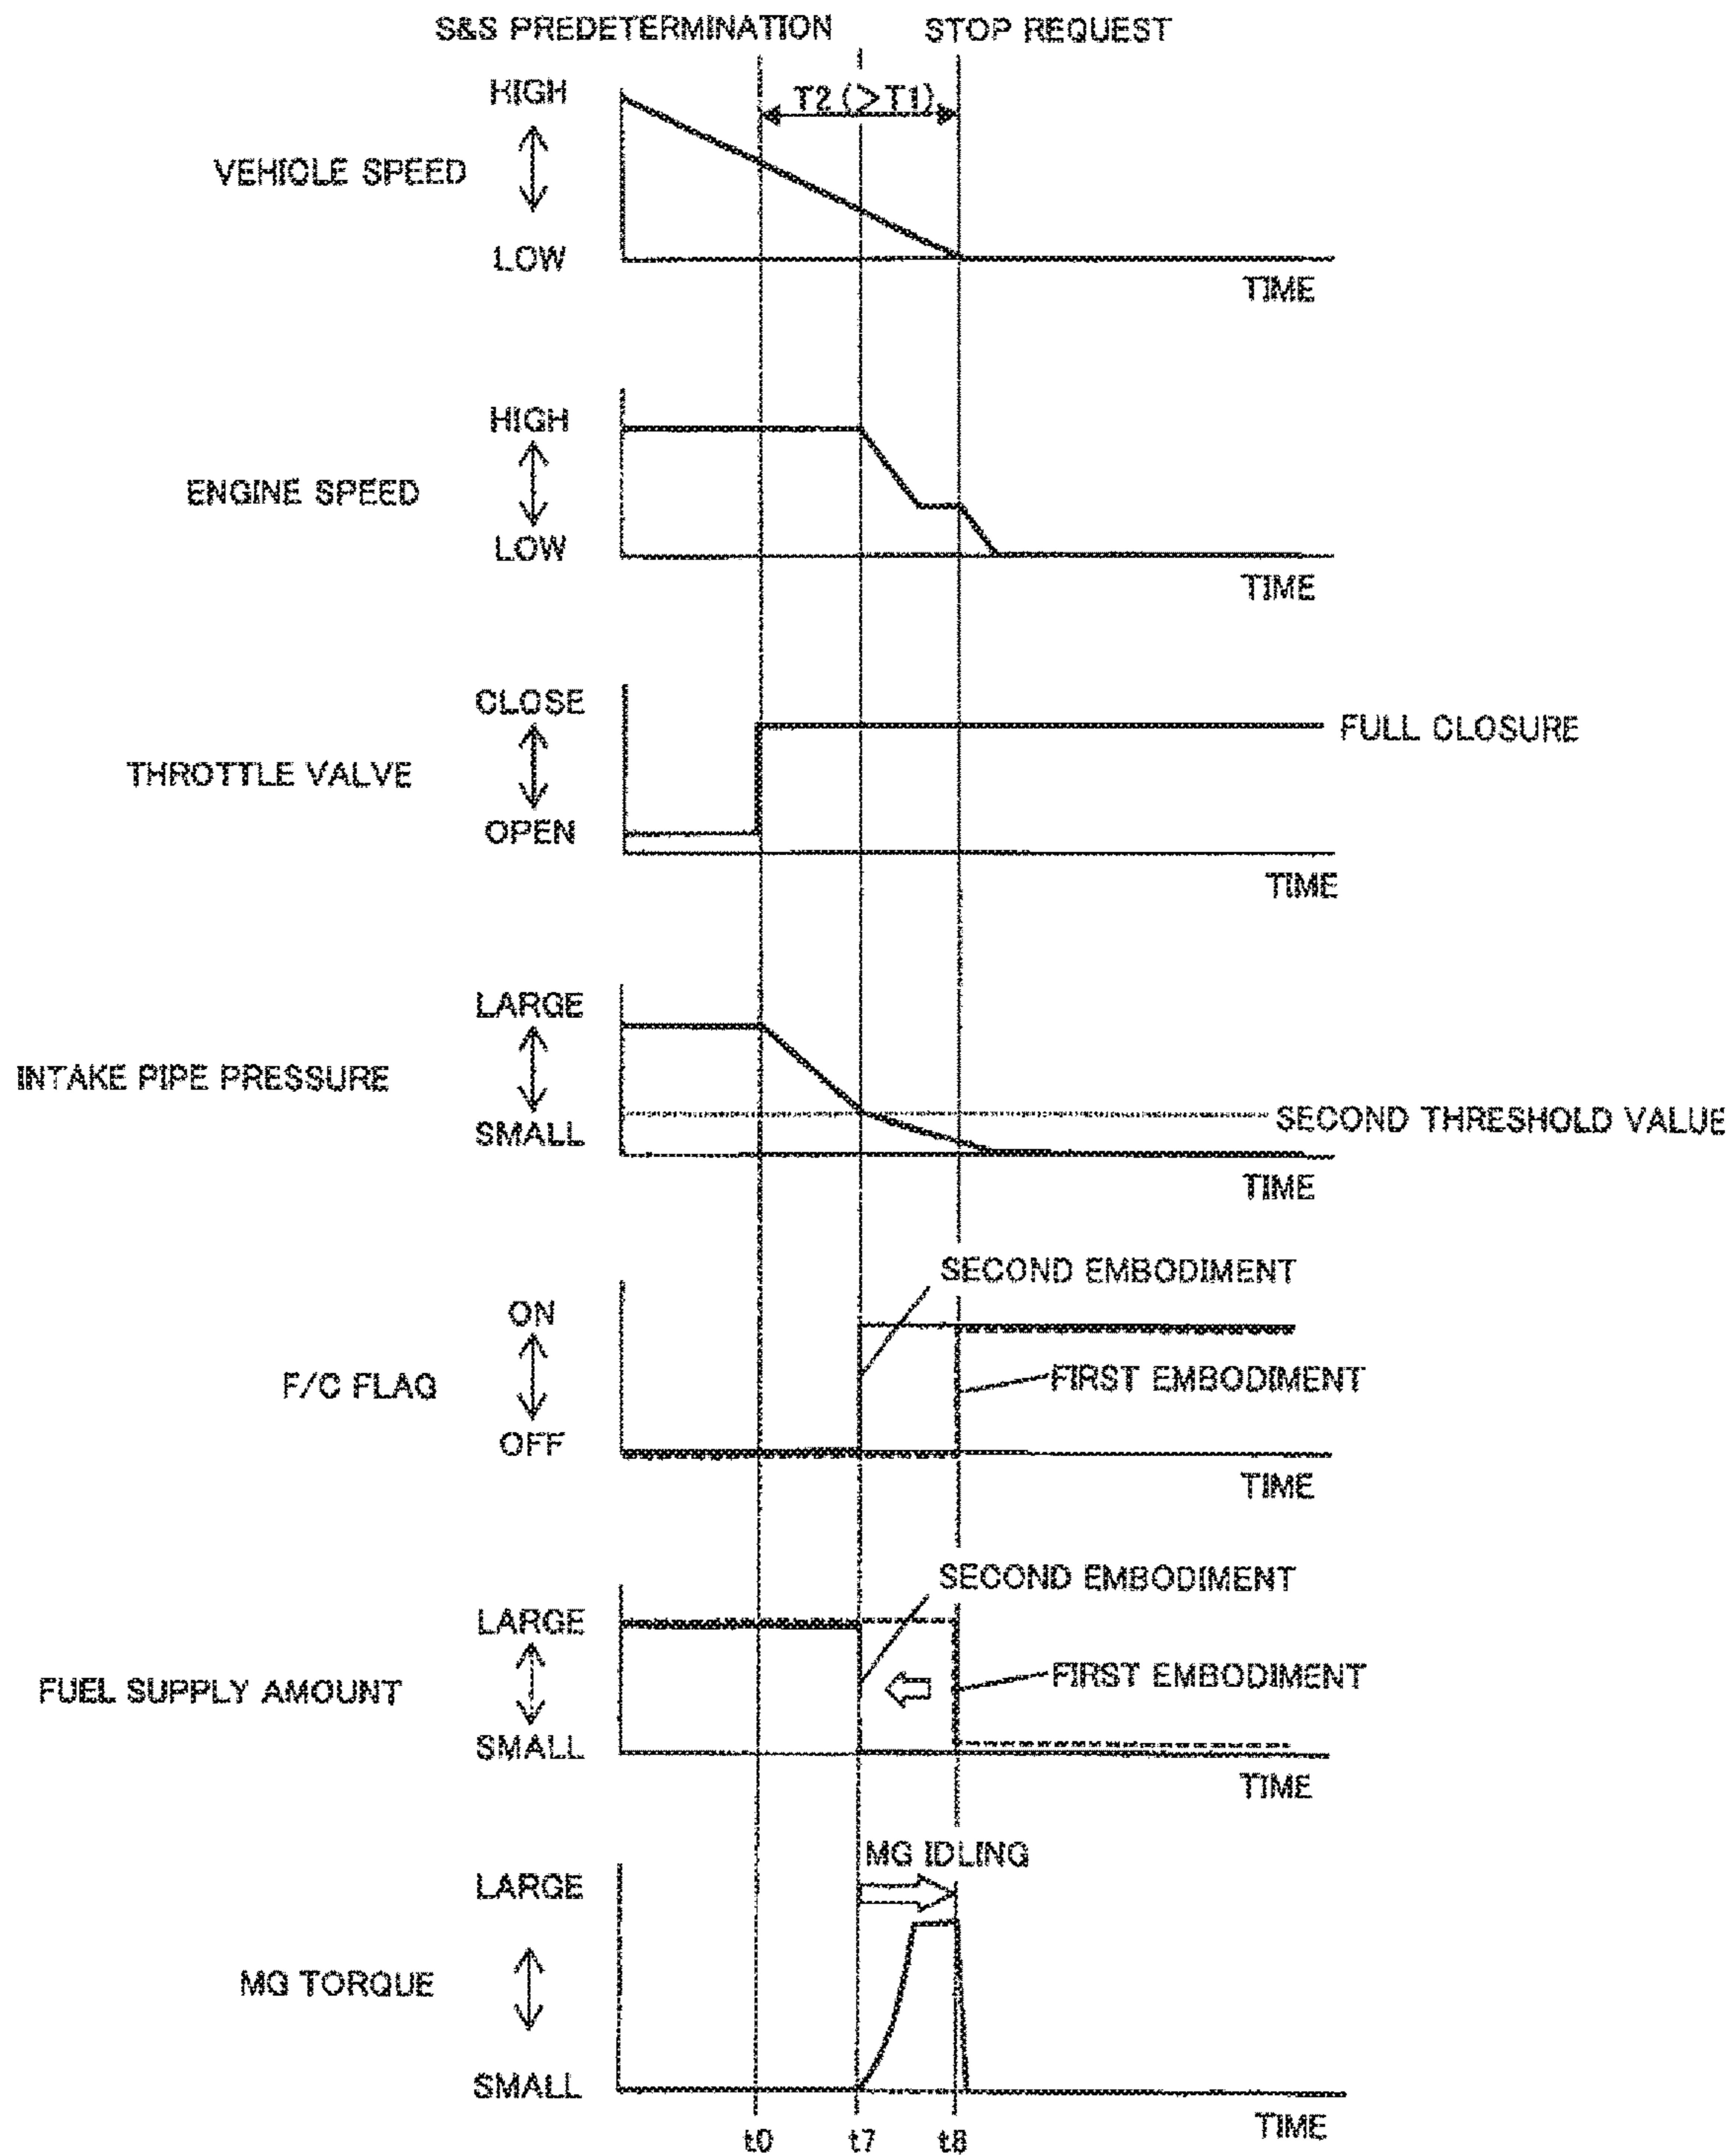 S&S PREDETERMINATION
STOP REQUEST
T2 (>T1)
HIGH
VEHICLE SPEED
LOW
TIME
HIGH
ENGINE SPEED
LOW
TIME
CLOSE
FULL CLOSURE
THROTTLE VALVE
OPEN
TIME
LARGE
INTAKE PIPE PRESSURE
SECOND THRESHOLD VALUE
SMALL
TIME
SECOND EMBODIMENT
ON
F/C FLAG
FIRST EMBODIMENT
OFF
TIME
SECOND EMBODIMENT
LARGE
FUEL SUPPLY AMOUNT
FIRST EMBODIMENT
SMALL
TIME
MG IDLING
LARGE
MG TORQUE
SMALL
TIME
t0
t7
t8